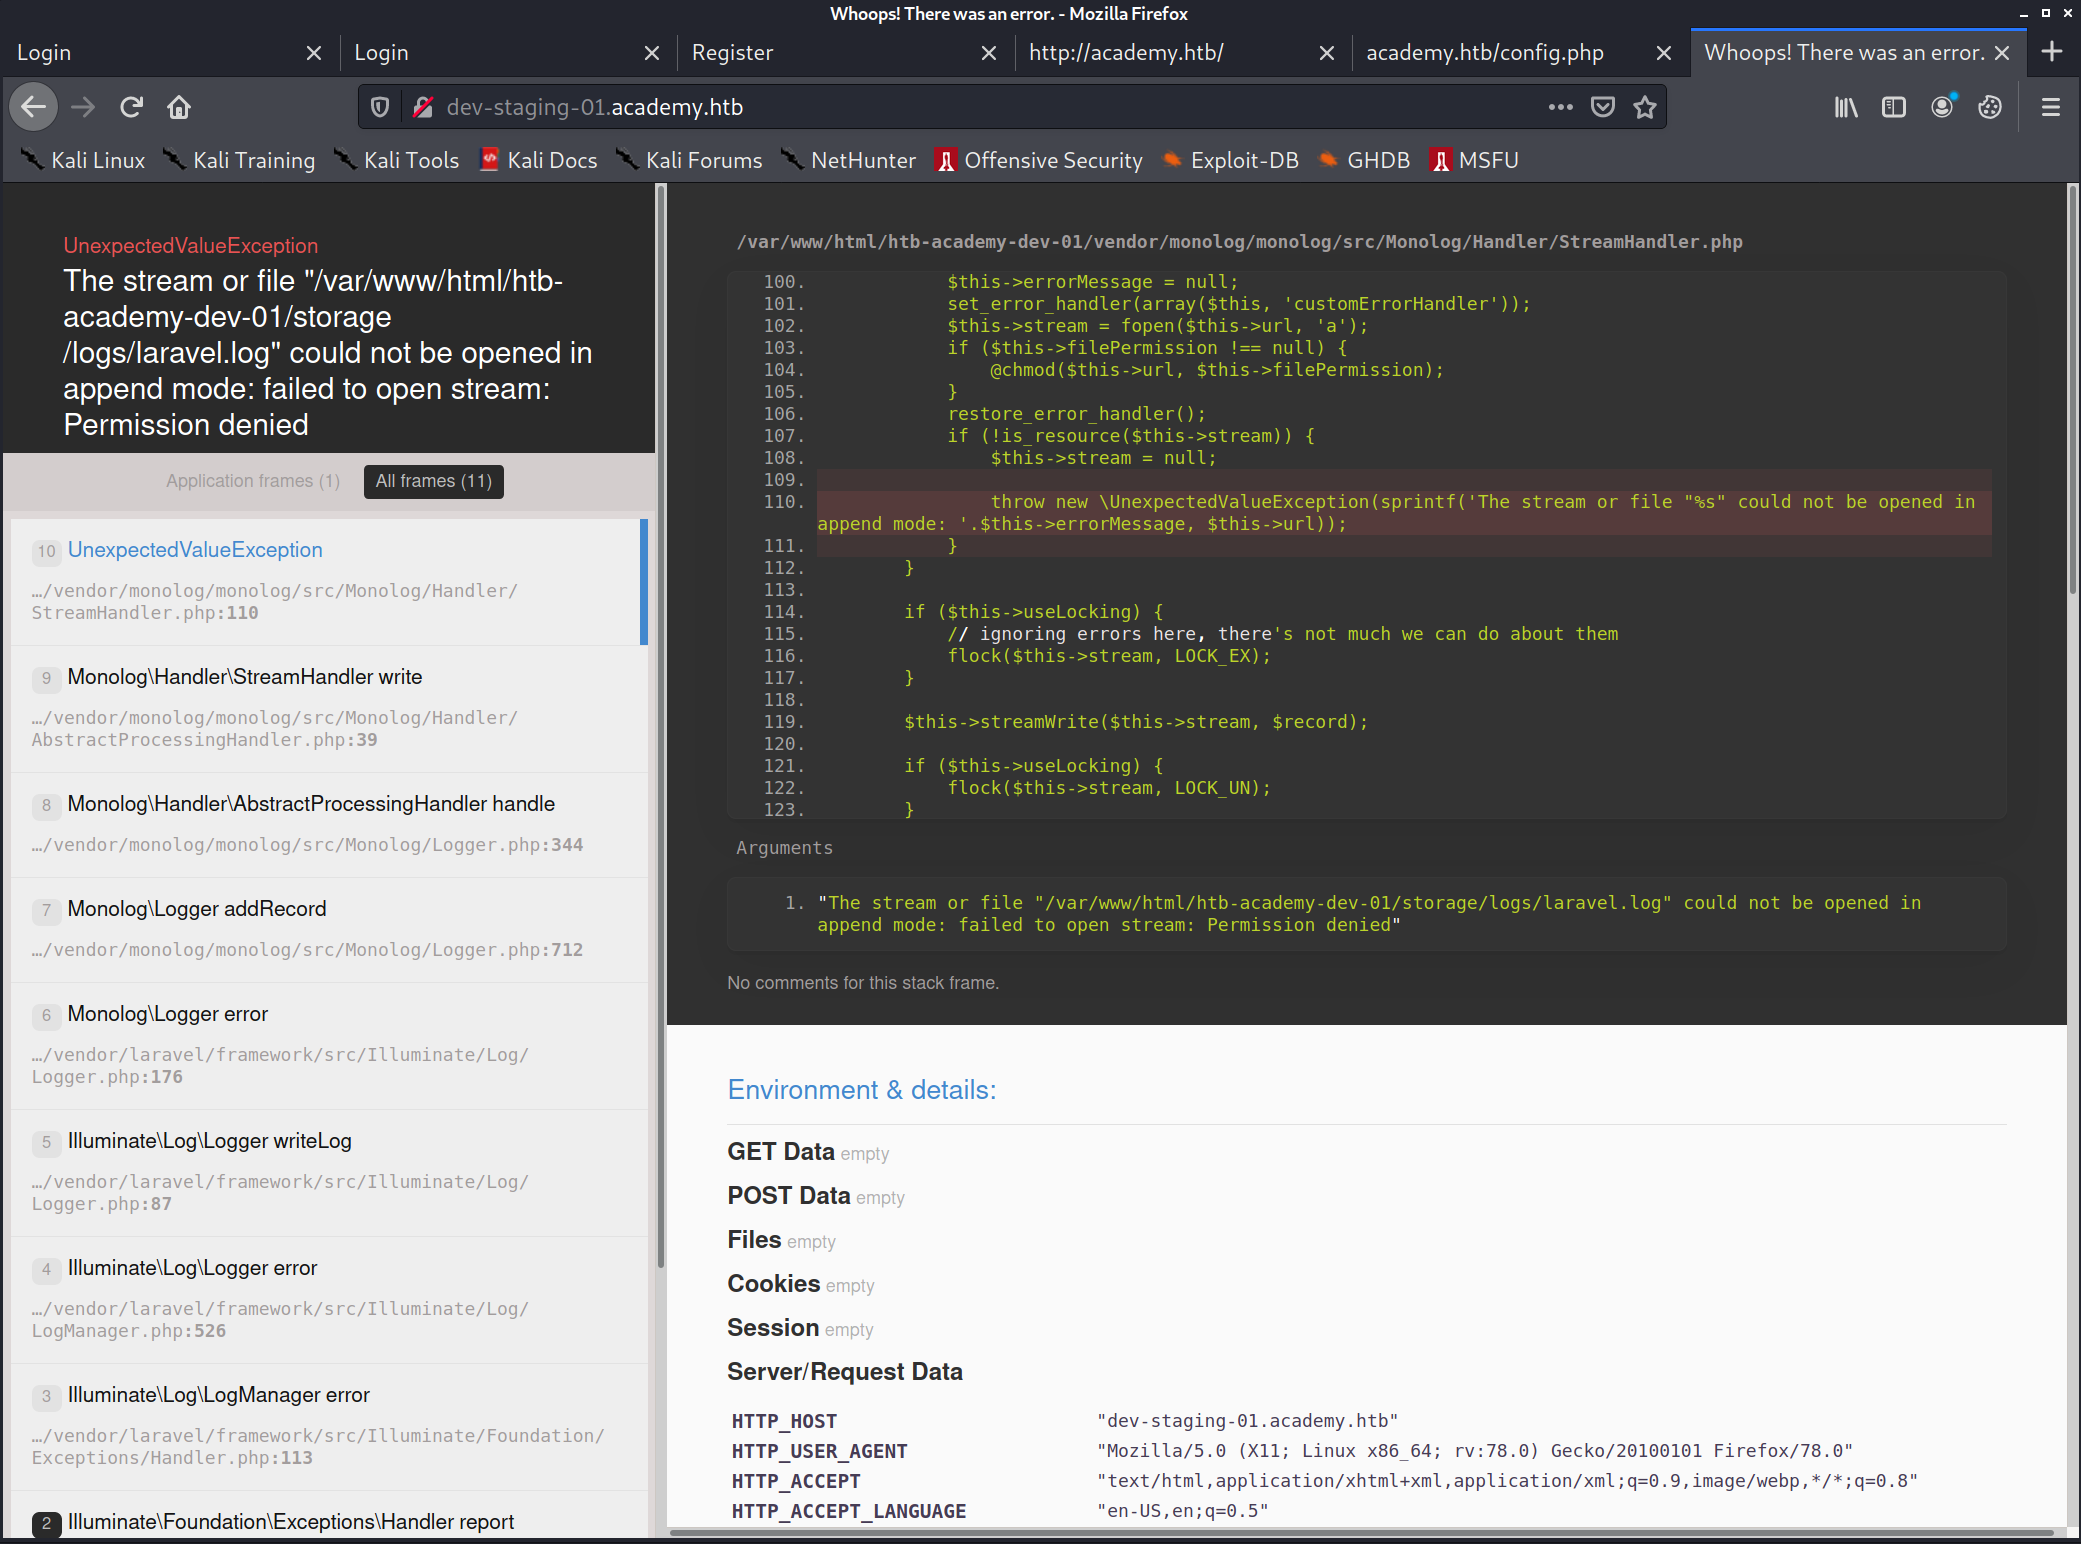 Whoops! There was an error. - Mozilla Firefox
Login
Login
Register
http://academy.htb/
academy.htb/config.php
Whoops! There was an error.
dev-staging-01.academy.htb
Kali Linux
Kali Training
Kali Tools
Kali Docs
Kali Forums
NetHunter
Offensive Security
Exploit-DB
GHDB
MSFU
UnexpectedValueException
The stream or file "/var/www/html/htb-
academy-dev-01/storage
/logs/laravel.log" could not be opened in
append mode: failed to open stream:
Permission denied
Application frames (1)
All frames (11)
10 UnexpectedValueException
…/vendor/monolog/monolog/src/Monolog/Handler/
StreamHandler.php:110
9 Monolog\Handler\StreamHandler write
…/vendor/monolog/monolog/src/Monolog/Handler/
AbstractProcessingHandler.php:39
8 Monolog\Handler\AbstractProcessingHandler handle
…/vendor/monolog/monolog/src/Monolog/Logger.php:344
7 Monolog\Logger addRecord
…/vendor/monolog/monolog/src/Monolog/Logger.php:712
6 Monolog\Logger error
…/vendor/laravel/framework/src/Illuminate/Log/
Logger.php:176
5 Illuminate\Log\Logger writeLog
…/vendor/laravel/framework/src/Illuminate/Log/
Logger.php:87
4 Illuminate\Log\Logger error
…/vendor/laravel/framework/src/Illuminate/Log/
LogManager.php:526
3 Illuminate\Log\LogManager error
…/vendor/laravel/framework/src/Illuminate/Foundation/
Exceptions/Handler.php:113
2 Illuminate\Foundation\Exceptions\Handler report
/var/www/html/htb-academy-dev-01/vendor/monolog/monolog/src/Monolog/Handler/StreamHandler.php
100. $this->errorMessage = null;
101. set_error_handler(array($this, 'customErrorHandler'));
102. $this->stream = fopen($this->url, 'a');
103. if ($this->filePermission !== null) {
104. @chmod($this->url, $this->filePermission);
105. }
106. restore_error_handler();
107. if (!is_resource($this->stream)) {
108. $this->stream = null;
109.
110. throw new \UnexpectedValueException(sprintf('The stream or file "%s" could not be opened in
append mode: '.$this->errorMessage, $this->url));
111. }
112. }
113.
114. if ($this->useLocking) {
115. // ignoring errors here, there's not much we can do about them
116. flock($this->stream, LOCK_EX);
117. }
118.
119. $this->streamWrite($this->stream, $record);
120.
121. if ($this->useLocking) {
122. flock($this->stream, LOCK_UN);
123. }
Arguments
1. "The stream or file "/var/www/html/htb-academy-dev-01/storage/logs/laravel.log" could not be opened in
append mode: failed to open stream: Permission denied"
No comments for this stack frame.
Environment & details:
GET Data empty
POST Data empty
Files empty
Cookies empty
Session empty
Server/Request Data
HTTP_HOST "dev-staging-01.academy.htb"
HTTP_USER_AGENT "Mozilla/5.0 (X11; Linux x86_64; rv:78.0) Gecko/20100101 Firefox/78.0"
HTTP_ACCEPT "text/html,application/xhtml+xml,application/xml;q=0.9,image/webp,*/*;q=0.8"
HTTP_ACCEPT_LANGUAGE "en-US,en;q=0.5"